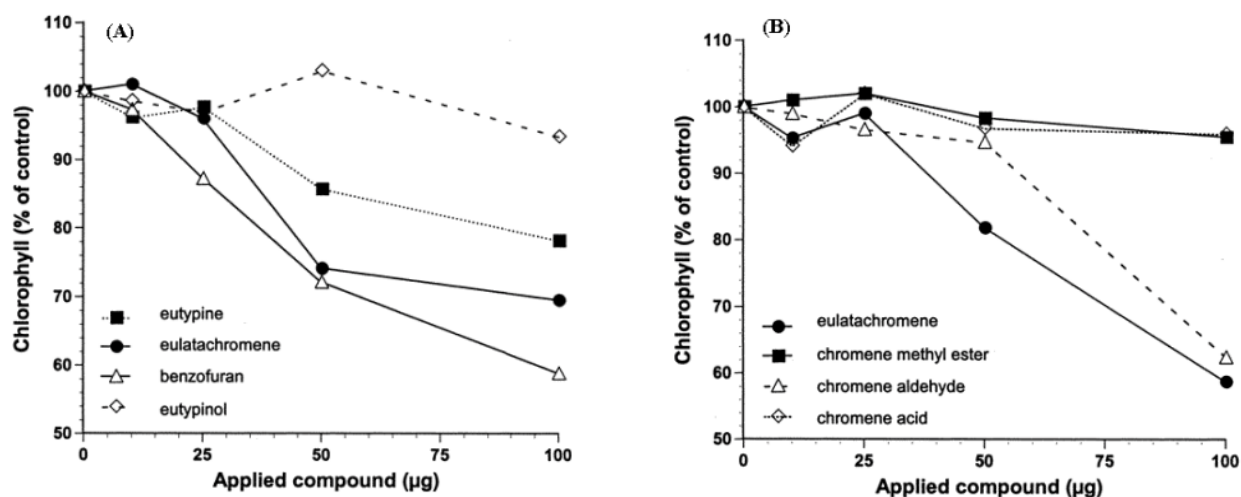 (A)
Chlorophyll (% of control)
110
100
90
80
70
60
50
eutypine
eulatachromene
benzofuran
eutypinol
0
25
50
75
100
Applied compound (µg)
(B)
Chlorophyll (% of control)
110
100
90
80
70
60
50
eulatachromene
chromene methyl ester
chromene aldehyde
chromene acid
0
25
50
75
100
Applied compound (µg)